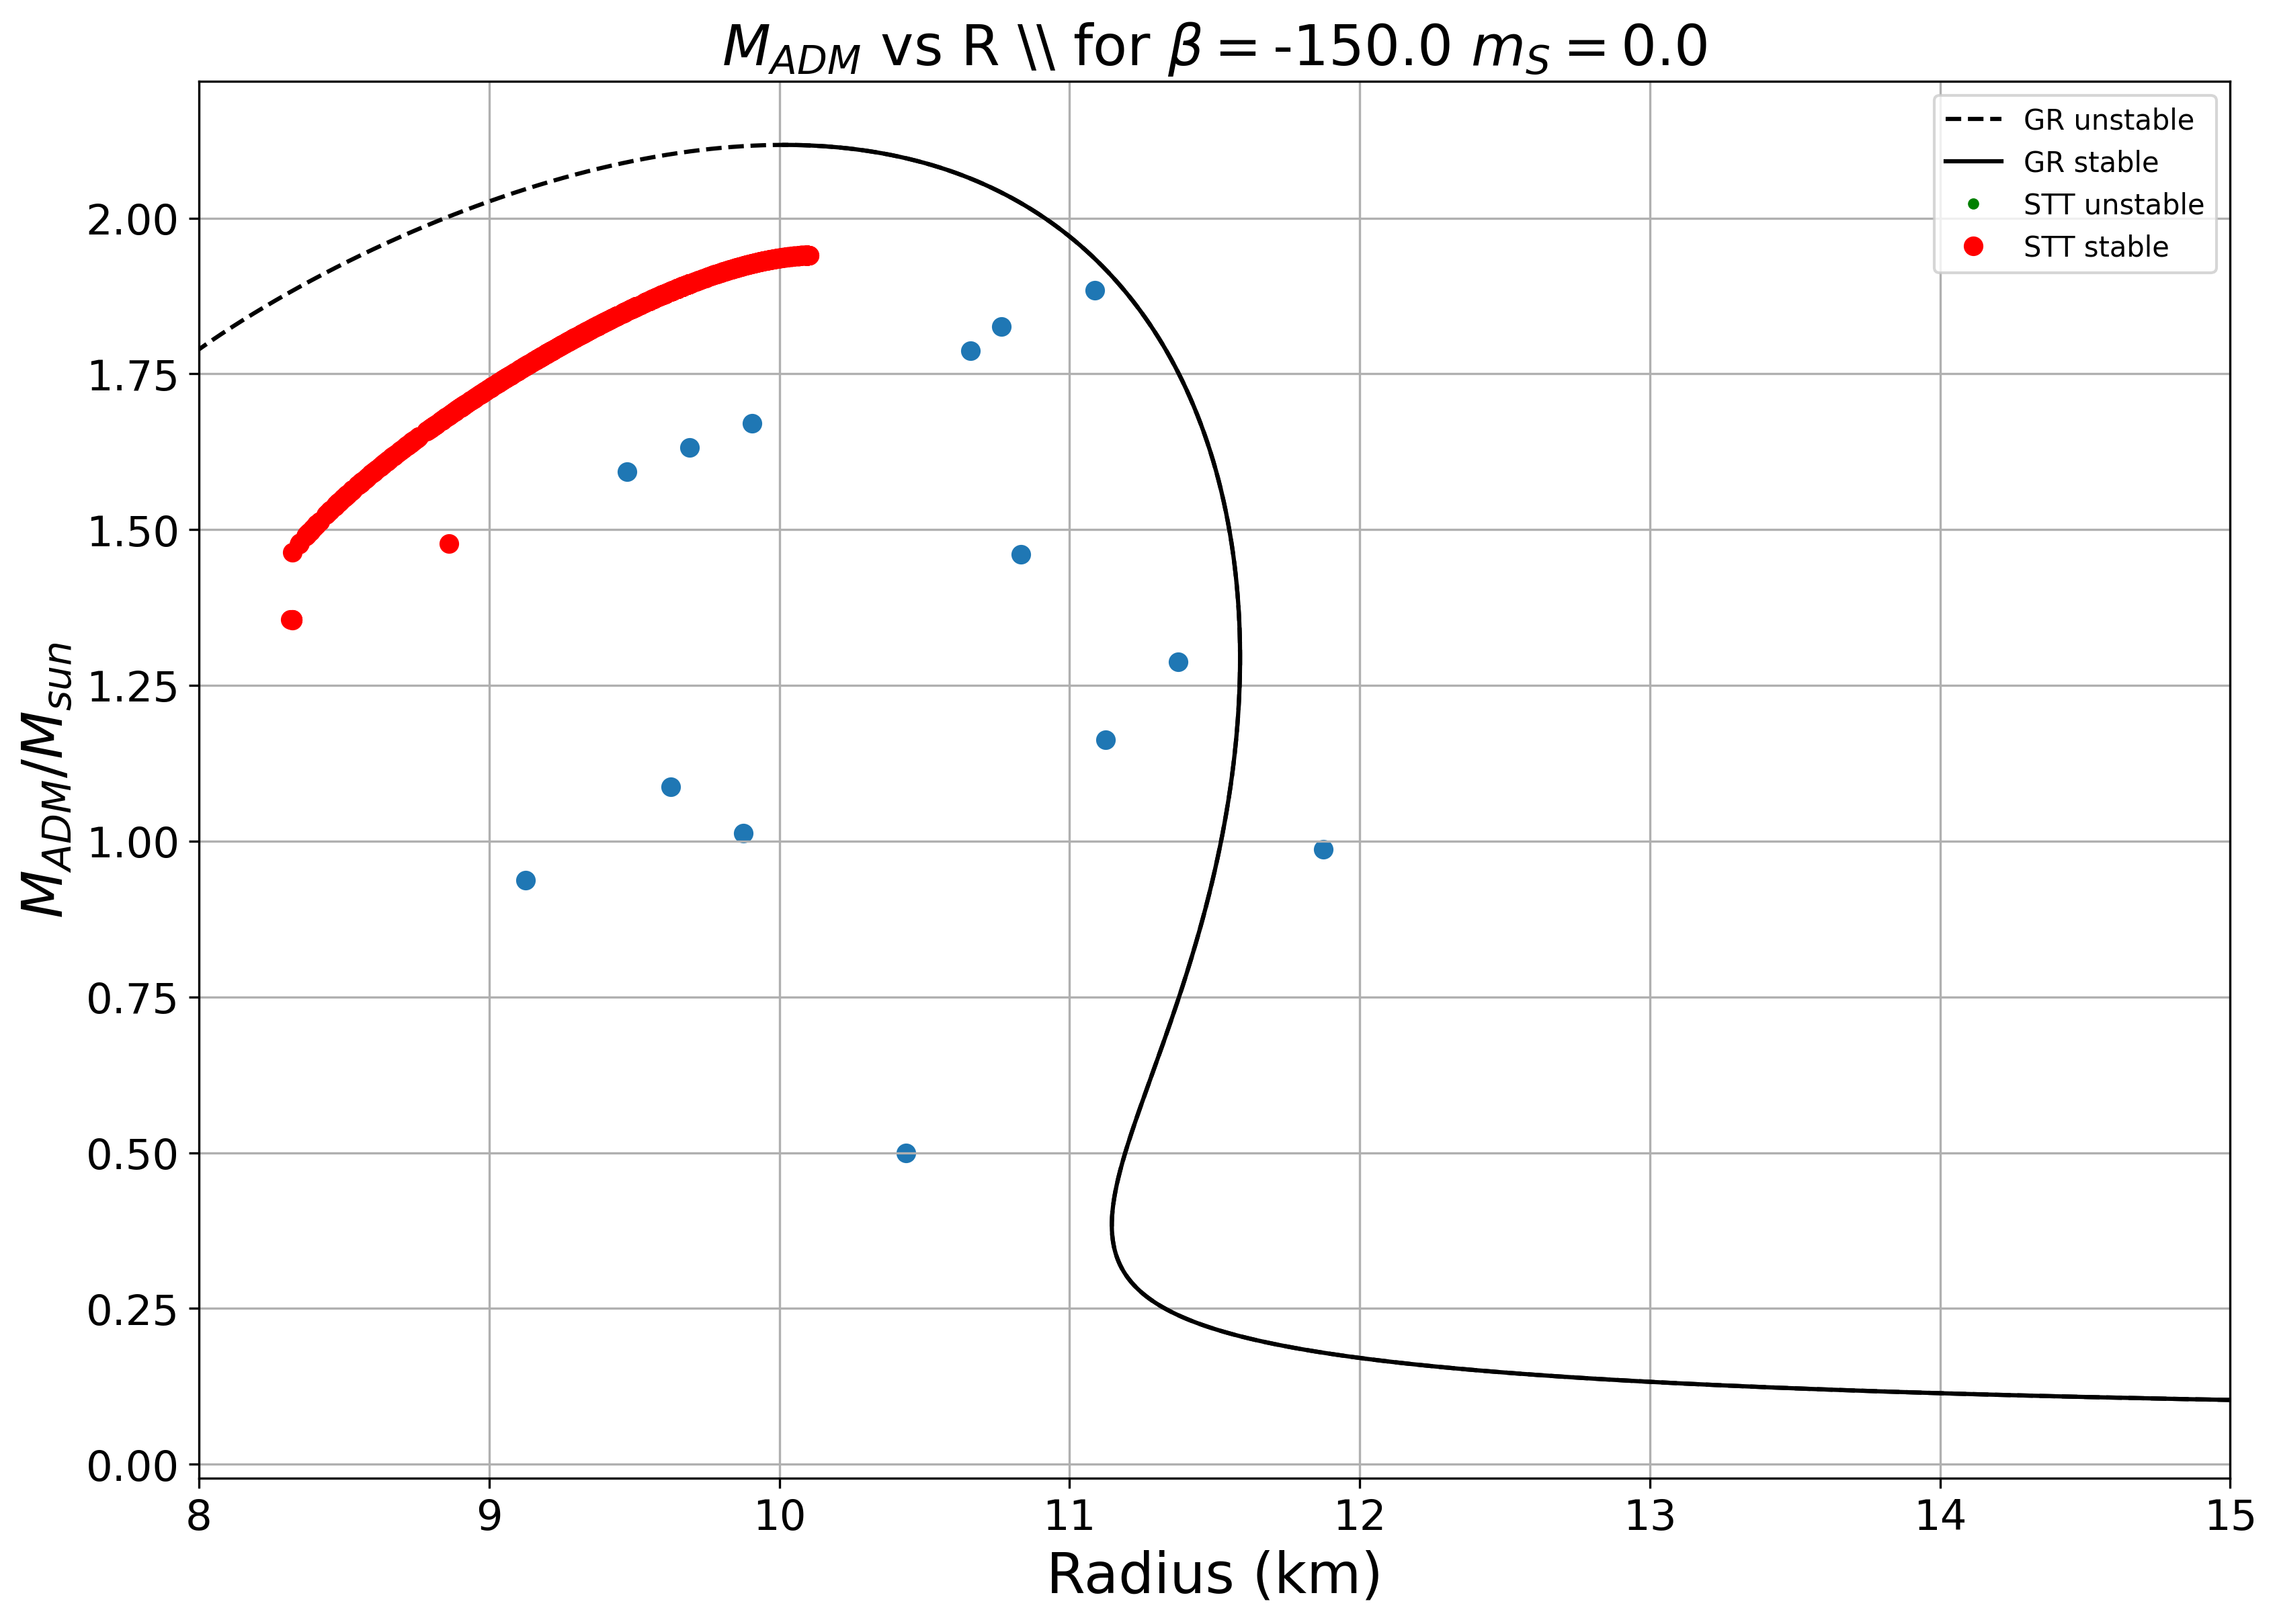 M_ADM vs R \\ for β = -150.0 m_S = 0.0
GR unstable
GR stable
STT unstable
STT stable
M_ADM/M_sun
2.00
1.75
1.50
1.25
1.00
0.75
0.50
0.25
0.00
8 9 10 11 12 13 14 15
Radius (km)